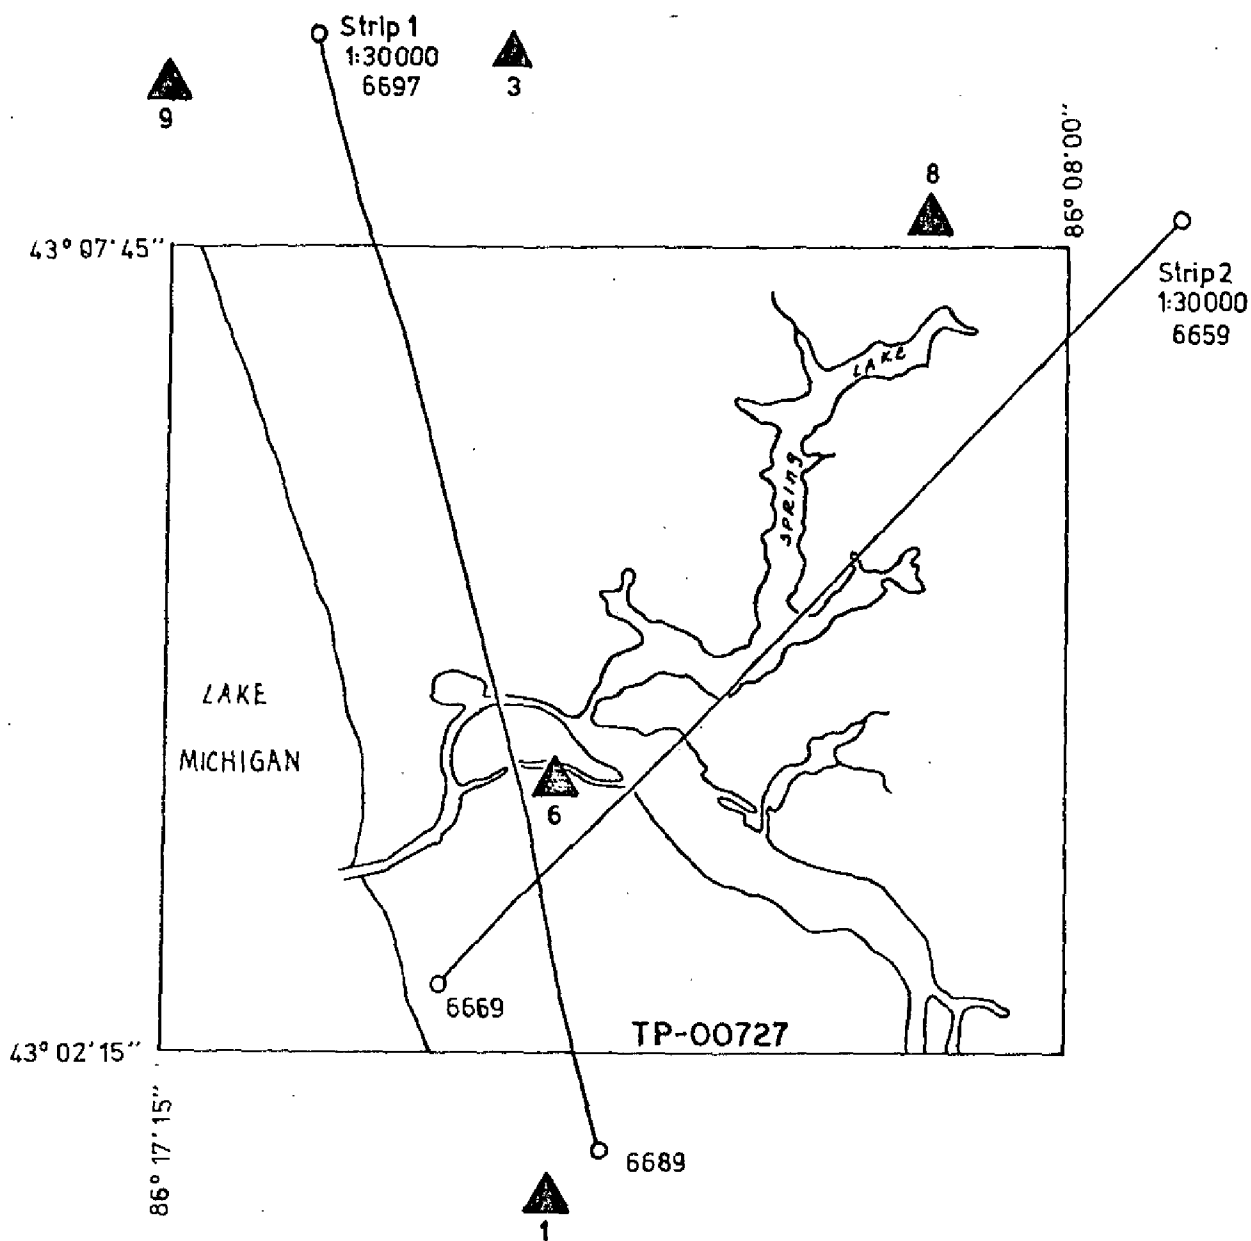 Strip 1
1:30000
6697
3
9
8
86° 08' 00"
43° 07' 45"
Strip 2
1:30000
6659
LAKE
SPRING
LAKE
MICHIGAN
6
6669
TP-00727
43° 02' 15"
86° 17' 15"
6689
1